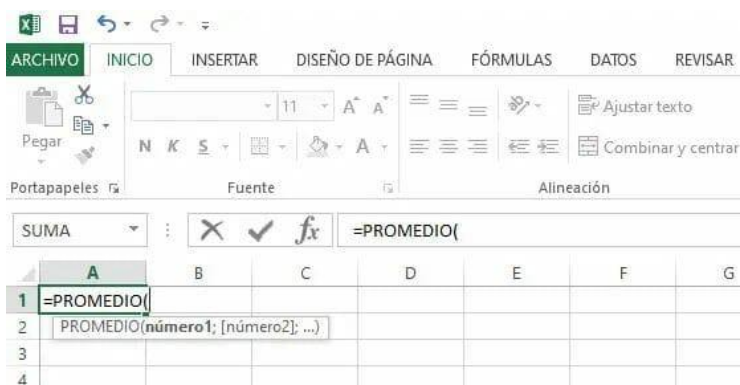 ARCHIVO INICIO INSERTAR DISEÑO DE PÁGINA FÓRMULAS DATOS REVISAR
Pegar
11 A A
Ajustar texto
N K S A
Combinar y centrar
Portapapeles Fuente Alineación
SUMA fx =PROMEDIO(
A B C D E F G
1 =PROMEDIO(
2 PROMEDIO(número1; [número2]; ...)
3
4